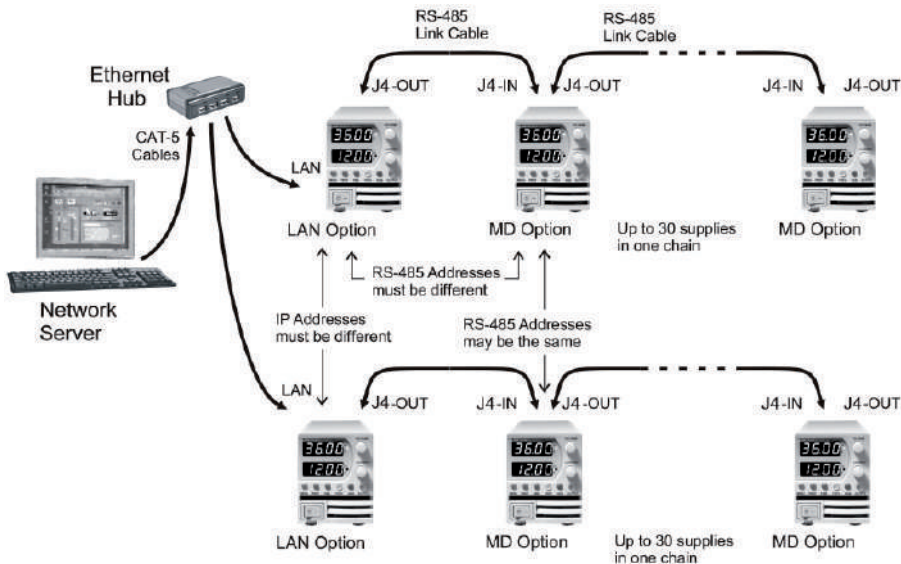 RS-485
Link Cable
RS-485
Link Cable
Ethernet
Hub
J4-OUT
J4-IN
J4-OUT
J4-IN
J4-OUT
CAT-5
Cables
LAN
36.00
12.00
36.00
12.00
36.00
12.00
LAN Option
MD Option
Up to 30 supplies
in one chain
MD Option
RS-485 Addresses
must be different
Network
Server
IP Addresses
must be different
RS-485 Addresses
may be the same
LAN
J4-OUT
J4-IN
J4-OUT
J4-IN
J4-OUT
36.00
12.00
36.00
12.00
36.00
12.00
LAN Option
MD Option
Up to 30 supplies
in one chain
MD Option